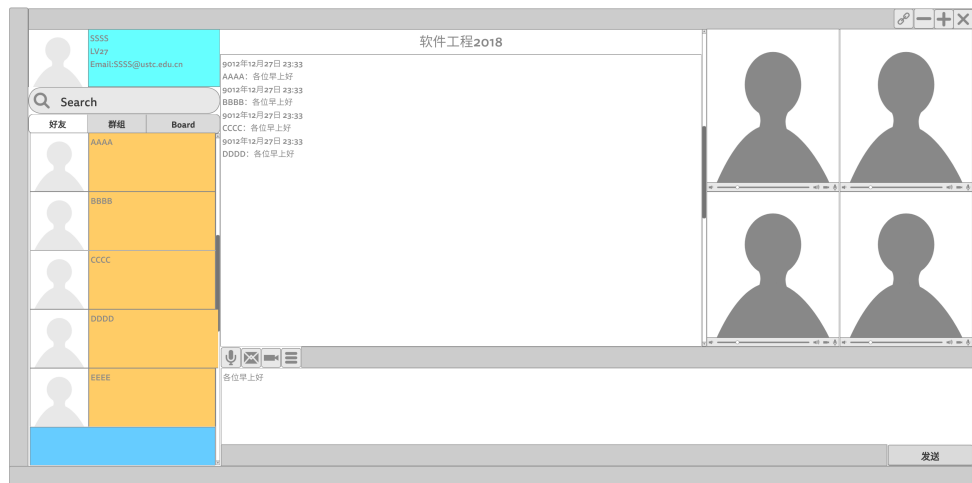 SSSS
LV27
Email:SSSS@ustc.edu.cn
Search
好友 群组 Board
AAAA
BBBB
CCCC
DDDD
EEEE
软件工程2018
9012年12月27日 23:33
AAAA：各位早上好
9012年12月27日 23:33
BBBB：各位早上好
9012年12月27日 23:33
CCCC：各位早上好
9012年12月27日 23:33
DDDD：各位早上好
各位早上好
发送